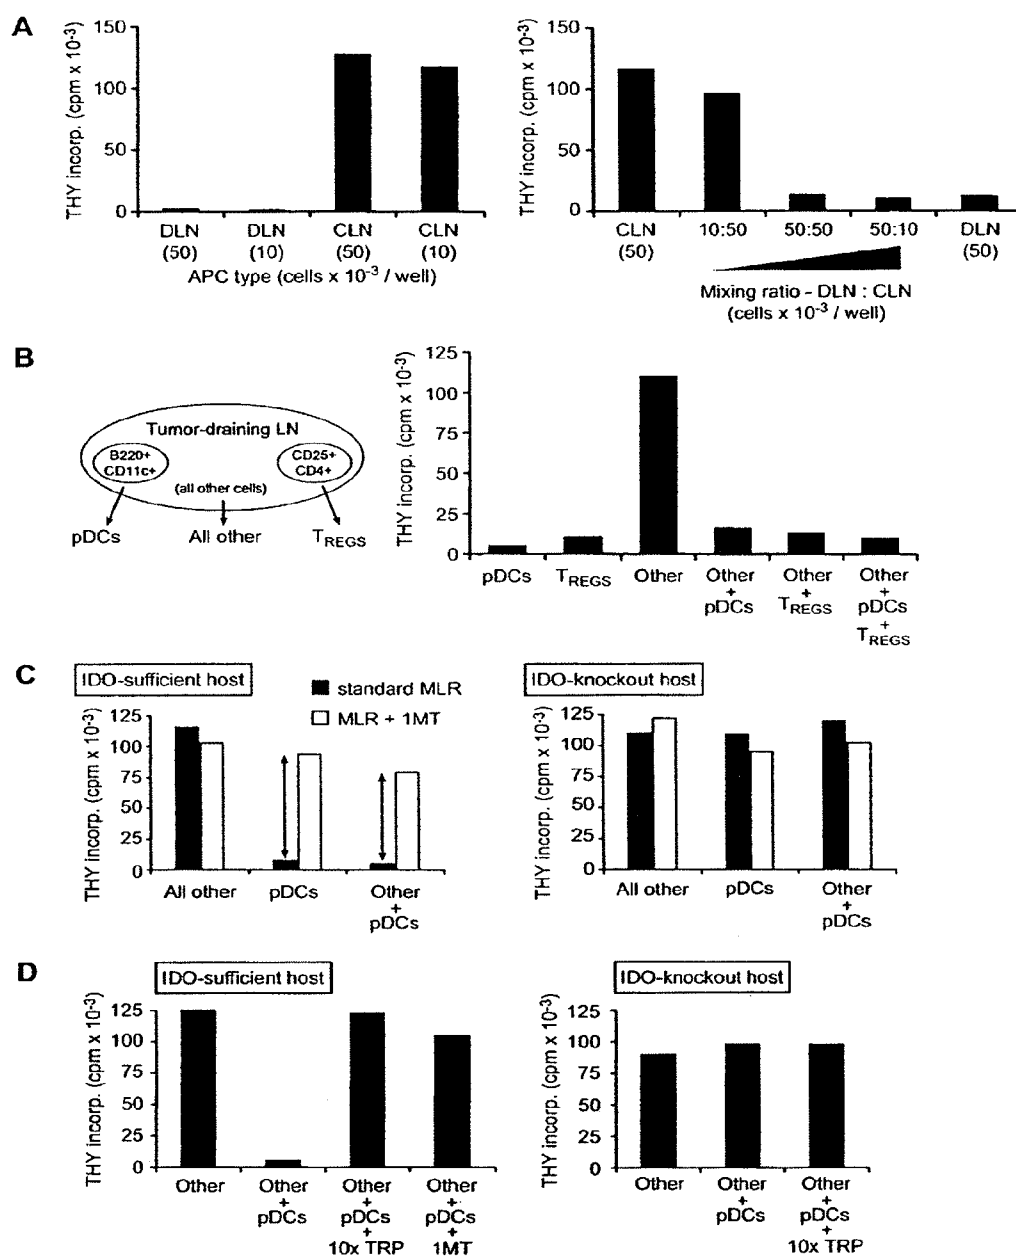 A
THY incorp. (cpm x 10-3)
150
100
50
0
DLN (50)
DLN (10)
CLN (50)
CLN (10)
APC type (cells x 10-3 / well)
THY incorp. (cpm x 10-3)
150
100
50
0
CLN (50)
10:50
50:50
50:10
DLN (50)
Mixing ratio - DLN : CLN
(cells x 10-3 / well)
B
Tumor-draining LN
B220+
CD11c+
CD25+
CD4+
(all other cells)
pDCs
All other
TREGS
THY incorp. (cpm x 10-3)
125
100
75
50
25
0
pDCs
TREGS
Other
Other + pDCs
Other + TREGS
Other + pDCs + TREGS
C
IDO-sufficient host
standard MLR
MLR + 1MT
THY incorp. (cpm x 10-3)
125
100
75
50
25
0
All other
pDCs
Other + pDCs
IDO-knockout host
THY incorp. (cpm x 10-3)
125
100
75
50
25
0
All other
pDCs
Other + pDCs
D
IDO-sufficient host
THY incorp. (cpm x 10-3)
125
100
75
50
25
0
Other
Other + pDCs
Other + pDCs + 10x TRP
Other + pDCs + 1MT
IDO-knockout host
THY incorp. (cpm x 10-3)
125
100
75
50
25
0
Other
Other + pDCs
Other + pDCs + 10x TRP